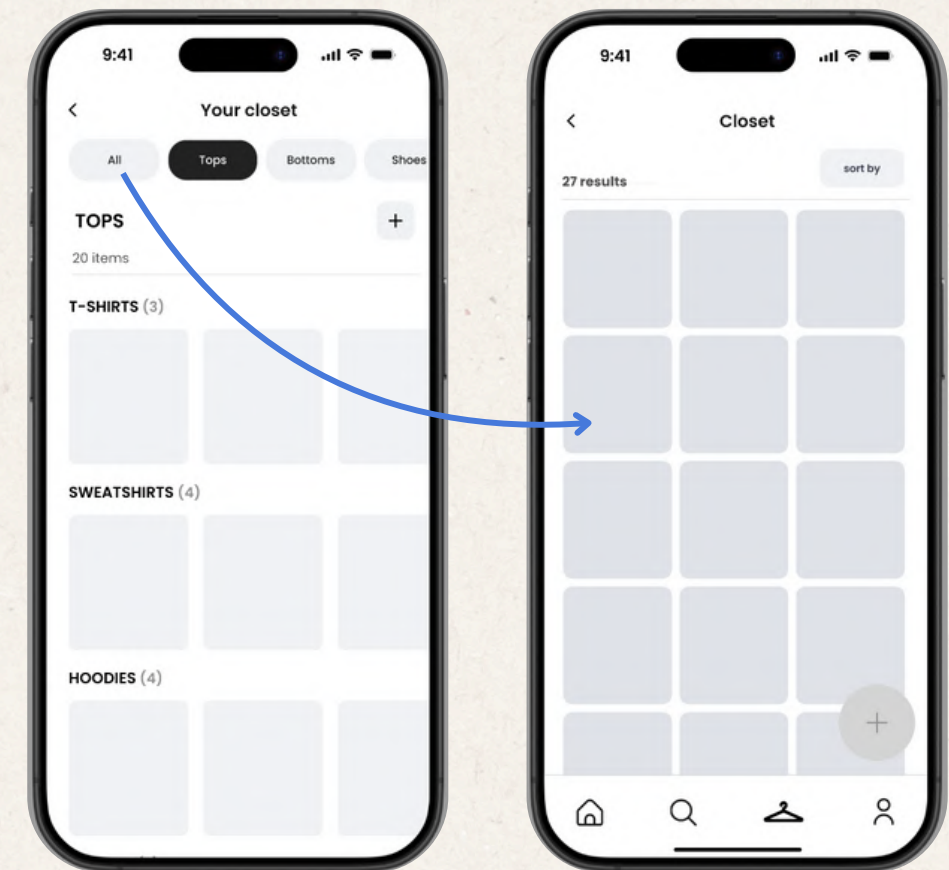 9:41
Your closet
All
Tops
Bottoms
Shoes
TOPS
+
20 items
T-SHIRTS (3)
SWEATSHIRTS (4)
HOODIES (4)
9:41
Closet
27 results
sort by
+